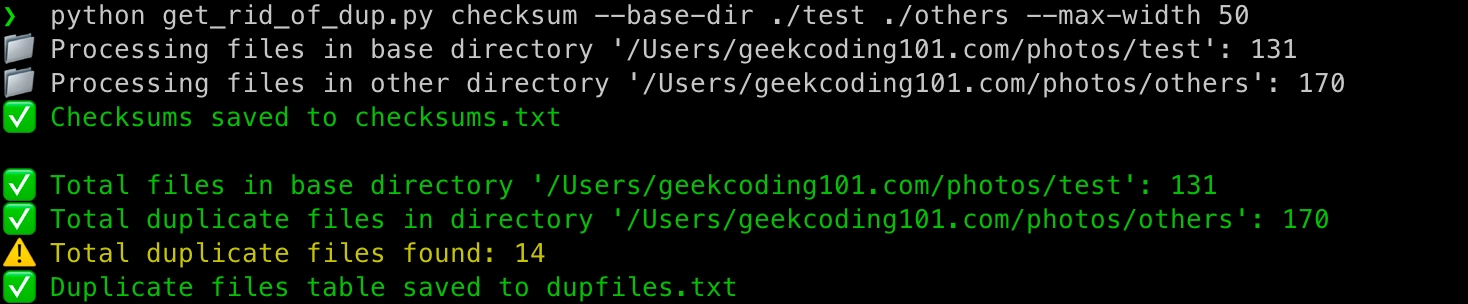 ❯ python get_rid_of_dup.py checksum --base-dir ./test ./others --max-width 50
📁 Processing files in base directory '/Users/geekcoding101.com/photos/test': 131
📁 Processing files in other directory '/Users/geekcoding101.com/photos/others': 170
✅ Checksums saved to checksums.txt
✅ Total files in base directory '/Users/geekcoding101.com/photos/test': 131
✅ Total duplicate files in directory '/Users/geekcoding101.com/photos/others': 170
⚠️ Total duplicate files found: 14
✅ Duplicate files table saved to dupfiles.txt